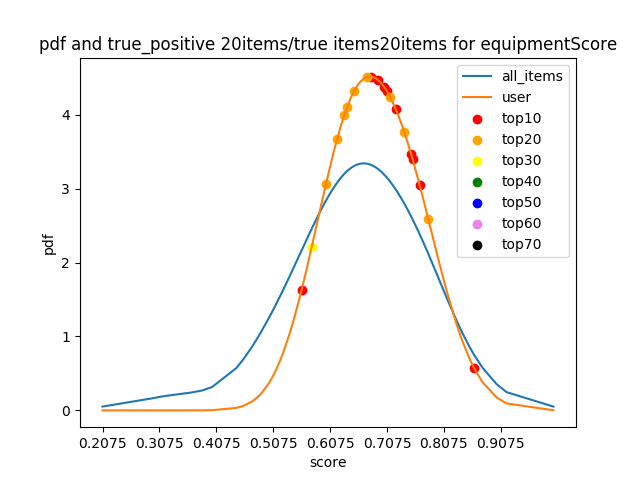 pdf and true_positive 20items/true items20items for equipmentScore
all_items
user
top10
top20
top30
top40
top50
top60
top70
pdf
4
3
2
1
0
0.2075 0.3075 0.4075 0.5075 0.6075 0.7075 0.8075 0.9075
score